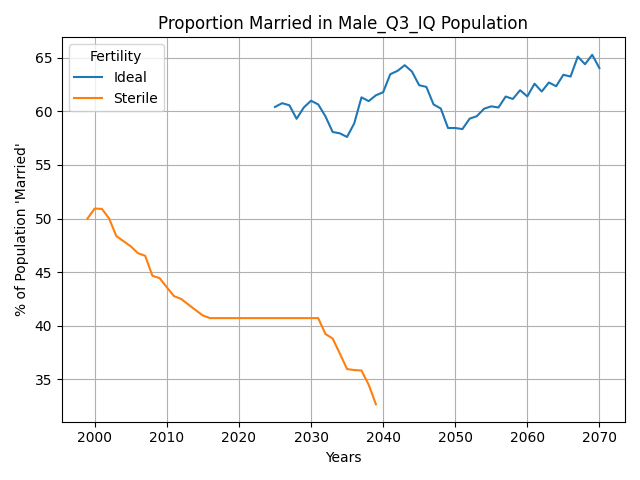 Proportion Married in Male_Q3_IQ Population
% of Population 'Married'
65
60
55
50
45
40
35
Fertility
Ideal
Sterile
2000 2010 2020 2030 2040 2050 2060 2070
Years